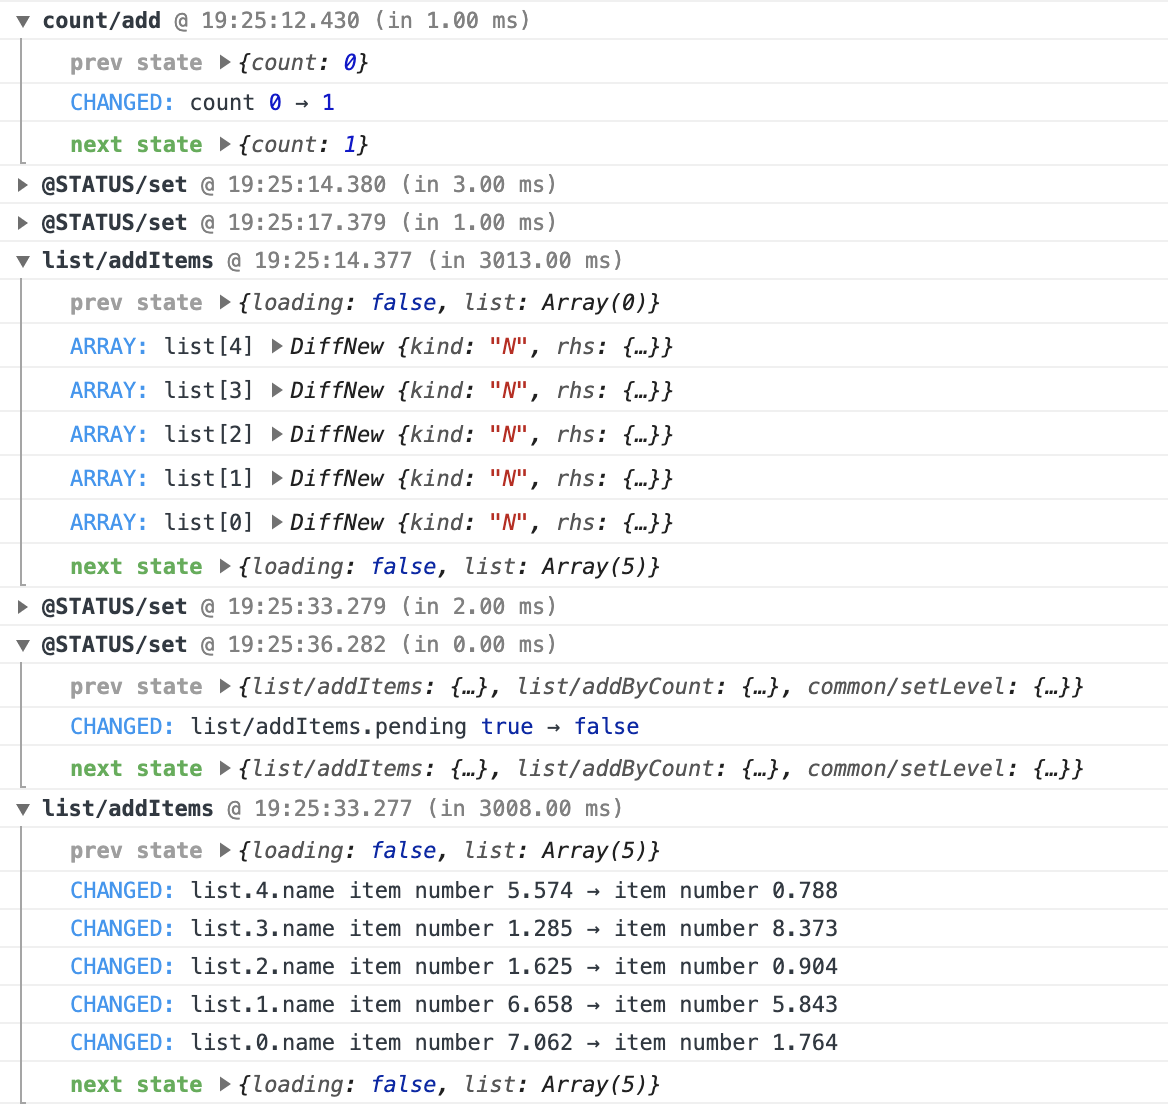 ▼ count/add @ 19:25:12.430 (in 1.00 ms)
prev state ▶{count: 0}
CHANGED: count 0 → 1
next state ▶{count: 1}
▶ @STATUS/set @ 19:25:14.380 (in 3.00 ms)
▶ @STATUS/set @ 19:25:17.379 (in 1.00 ms)
▼ list/addItems @ 19:25:14.377 (in 3013.00 ms)
prev state ▶{loading: false, list: Array(0)}
ARRAY: list[4] ▶DiffNew {kind: "N", rhs: {…}}
ARRAY: list[3] ▶DiffNew {kind: "N", rhs: {…}}
ARRAY: list[2] ▶DiffNew {kind: "N", rhs: {…}}
ARRAY: list[1] ▶DiffNew {kind: "N", rhs: {…}}
ARRAY: list[0] ▶DiffNew {kind: "N", rhs: {…}}
next state ▶{loading: false, list: Array(5)}
▶ @STATUS/set @ 19:25:33.279 (in 2.00 ms)
▼ @STATUS/set @ 19:25:36.282 (in 0.00 ms)
prev state ▶{list/addItems: {…}, list/addByCount: {…}, common/setLevel: {…}}
CHANGED: list/addItems.pending true → false
next state ▶{list/addItems: {…}, list/addByCount: {…}, common/setLevel: {…}}
▼ list/addItems @ 19:25:33.277 (in 3008.00 ms)
prev state ▶{loading: false, list: Array(5)}
CHANGED: list.4.name item number 5.574 → item number 0.788
CHANGED: list.3.name item number 1.285 → item number 8.373
CHANGED: list.2.name item number 1.625 → item number 0.904
CHANGED: list.1.name item number 6.658 → item number 5.843
CHANGED: list.0.name item number 7.062 → item number 1.764
next state ▶{loading: false, list: Array(5)}